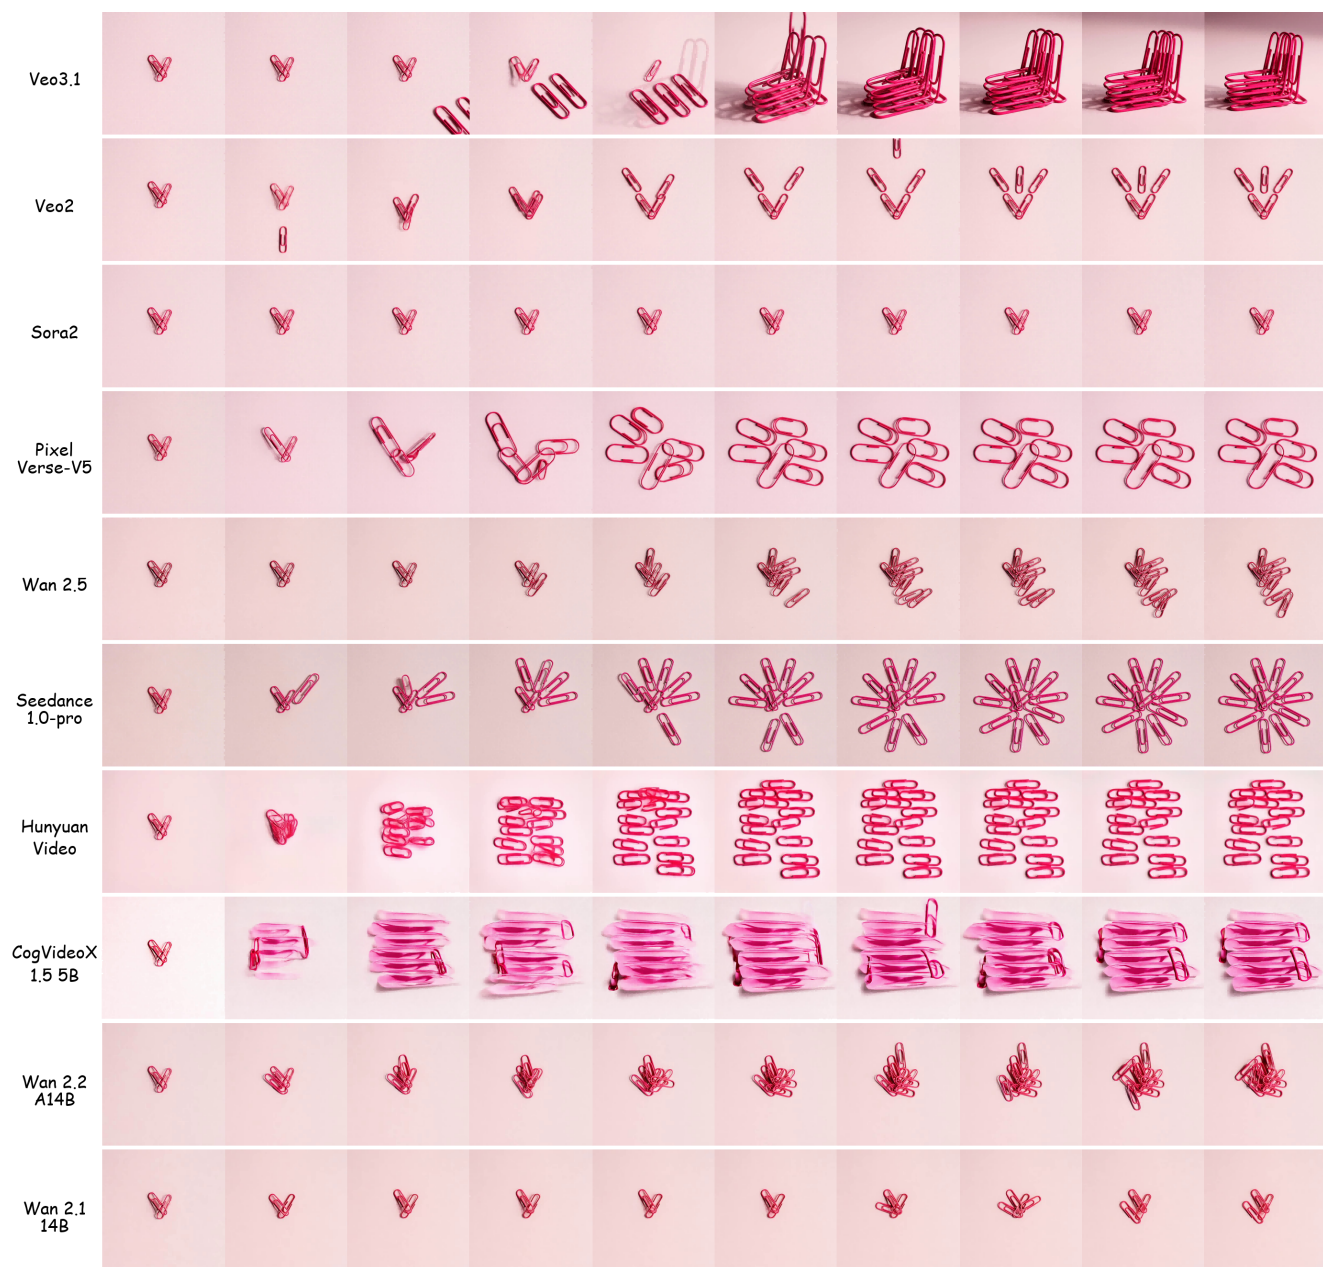 Veo3.1
Veo2
Sora2
Pixel
Verse-V5
Wan 2.5
Seedance
1.0-pro
Hunyuan
Video
CogVideoX
1.5 5B
Wan 2.2
A14B
Wan 2.1
14B